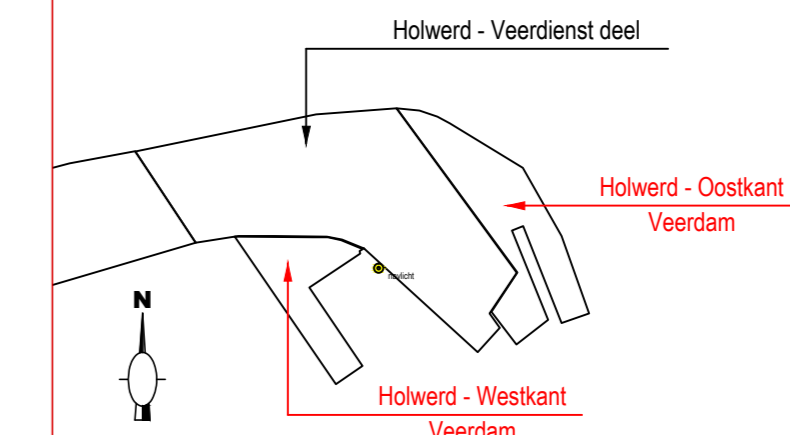 Holwerd - Veerdienst deel
Holwerd - Oostkant
Veerdam
havlicht
N
Holwerd - Westkant
Veerdam